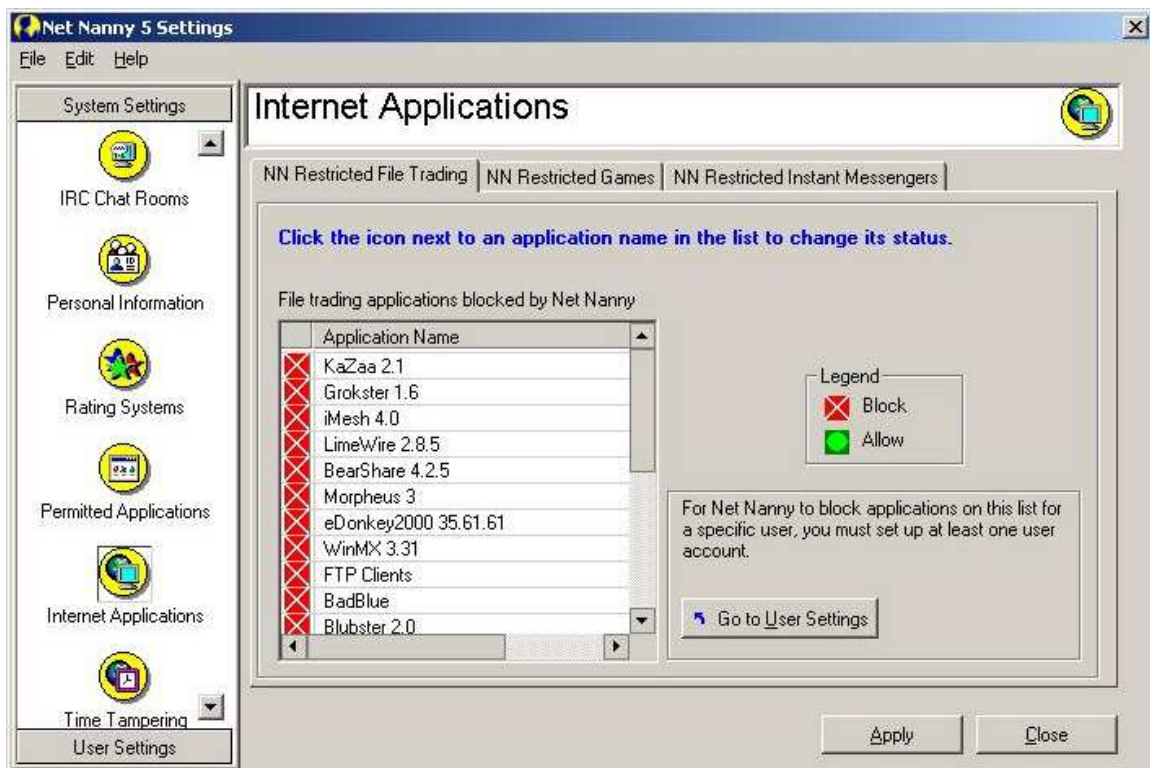 Net Nanny 5 Settings
File Edit Help
System Settings
IRC Chat Rooms
Personal Information
Rating Systems
Permitted Applications
Internet Applications
Time Tampering
User Settings
Internet Applications
NN Restricted File Trading
NN Restricted Games
NN Restricted Instant Messengers
Click the icon next to an application name in the list to change its status.
File trading applications blocked by Net Nanny
Application Name
KaZaa 2.1
Grokster 1.6
iMesh 4.0
LimeWire 2.8.5
BearShare 4.2.5
Morpheus 3
eDonkey2000 35.61.61
WinMX 3.31
FTP Clients
BadBlue
Blubster 2.0
Legend
Block
Allow
For Net Nanny to block applications on this list for
a specific user, you must set up at least one user
account.
Go to User Settings
Apply
Close